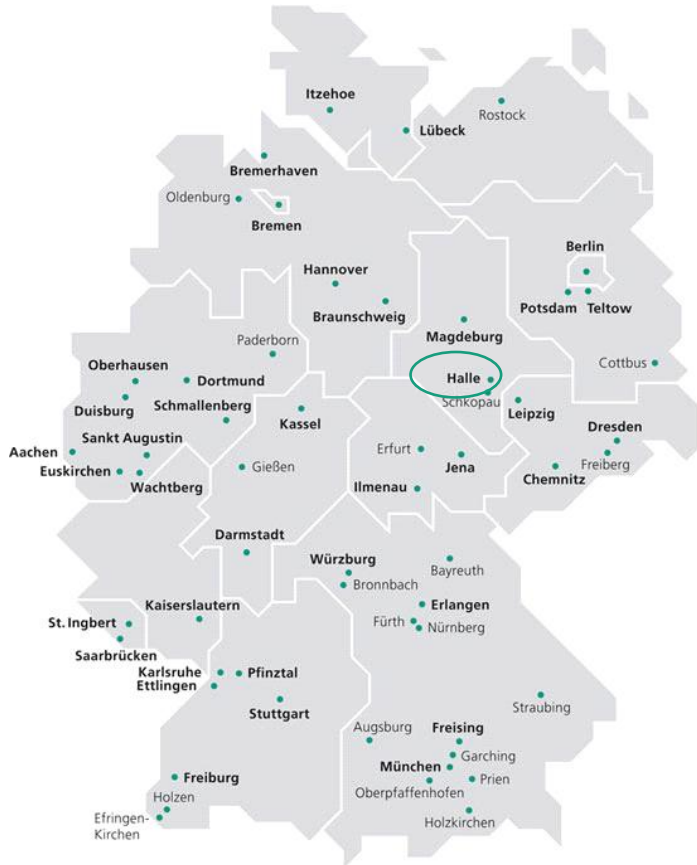 Itzehoe
Rostock
Lübeck
Bremerhaven
Oldenburg
Bremen
Berlin
Hannover
Potsdam
Teltow
Braunschweig
Magdeburg
Paderborn
Oberhausen
Cottbus
Halle
Dortmund
Schkopau
Duisburg
Schmallenberg
Leipzig
Kassel
Dresden
Sankt Augustin
Aachen
Erfurt
Freiberg
Euskirchen
Gießen
Jena
Chemnitz
Wachtberg
Ilmenau
Darmstadt
Würzburg
Bayreuth
Bronnbach
Kaiserslautern
Erlangen
St. Ingbert
Fürth
Nürnberg
Saarbrücken
Karlsruhe
Pfinztal
Ettlingen
Straubing
Stuttgart
Augsburg
Freising
Garching
München
Freiburg
Prien
Oberpfaffenhofen
Holzen
Efringen-
Kirchen
Holzkirchen